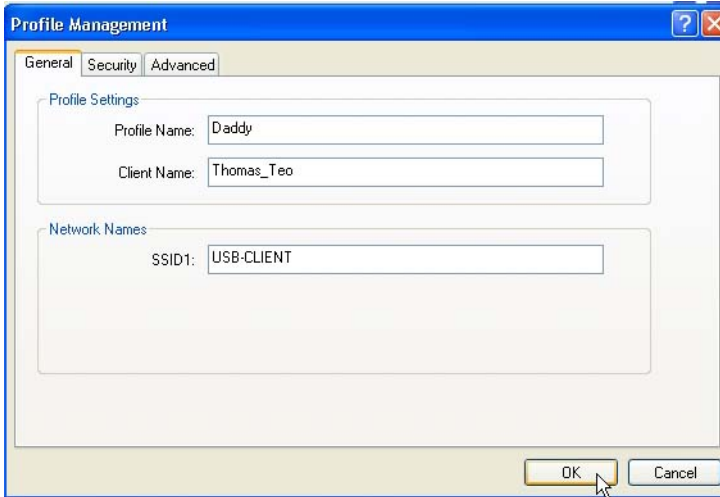 Profile Management
General Security Advanced
Profile Settings
Profile Name: Daddy
Client Name: Thomas_Teo
Network Names
SSID1: USB-CLIENT
OK Cancel